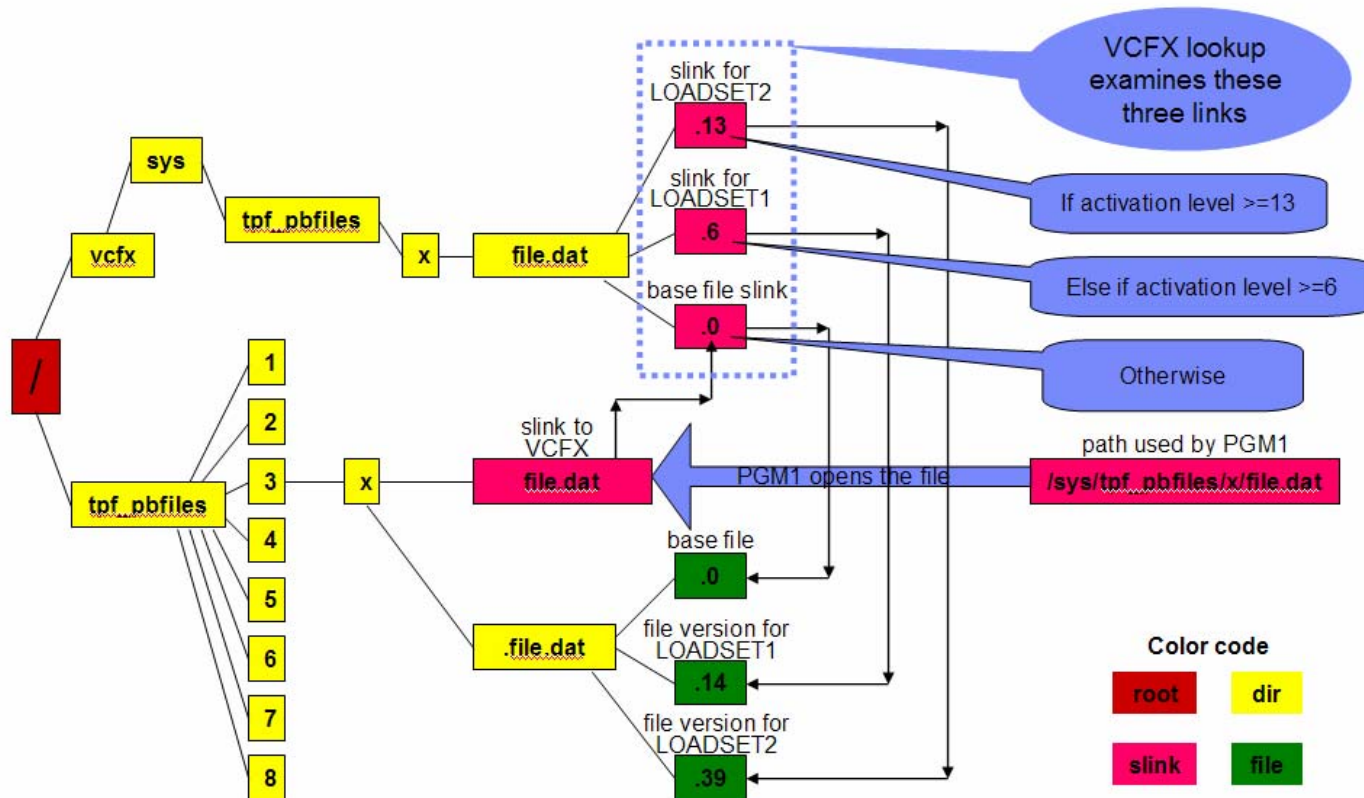 slink for
LOADSET2
.13
VCFX lookup
examines these
three links
sys
slink for
LOADSET1
.6
If activation level >=13
tpf_pbfiles
vcfx
x
file.dat
base file slink
.0
Else if activation level >=6
/
1
Otherwise
2
slink to
VCFX
path used by PGM1
3
x
file.dat
PGM1 opens the file
/sys/tpf_pbfiles/x/file.dat
tpf_pbfiles
4
base file
.0
5
file version for
LOADSET1
.file.dat
6
.14
Color code
7
root
dir
file version for
LOADSET2
8
.39
slink
file